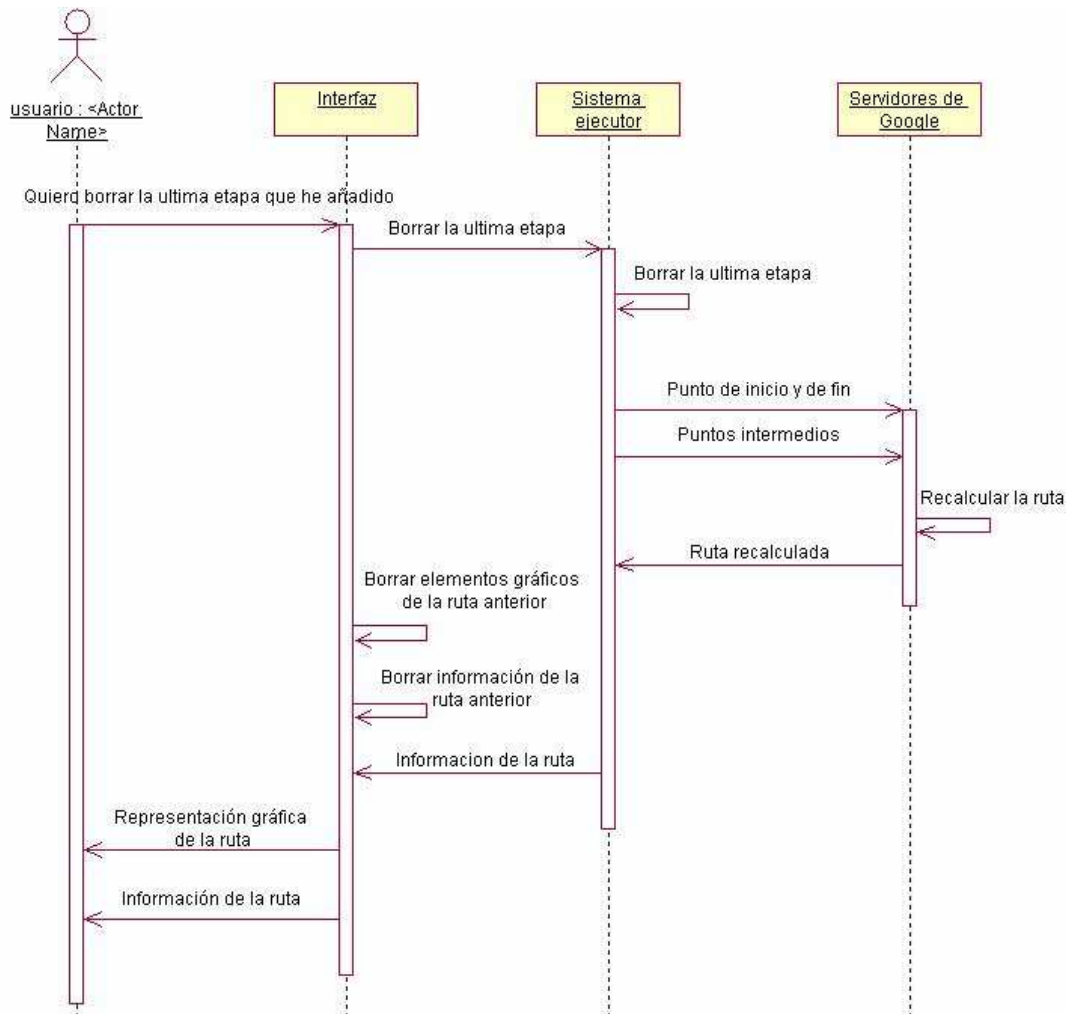 usuario : <Actor
Name>
Interfaz
Sistema
ejecutor
Servidores de
Google
Quiero borrar la ultima etapa que he añadido
Borrar la ultima etapa
Borrar la ultima etapa
Punto de inicio y de fin
Puntos intermedios
Recalcular la ruta
Ruta recalculada
Borrar elementos gráficos
de la ruta anterior
Borrar información de la
ruta anterior
Informacion de la ruta
Representación gráfica
de la ruta
Información de la ruta